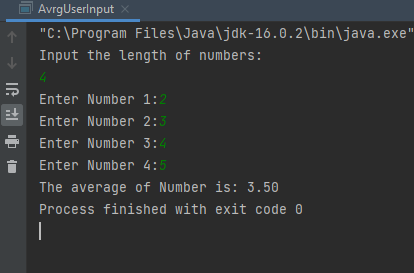 AvrgUserInput
"C:\Program Files\Java\jdk-16.0.2\bin\java.exe"
Input the length of numbers:
4
Enter Number 1:2
Enter Number 2:3
Enter Number 3:4
Enter Number 4:5
The average of Number is: 3.50
Process finished with exit code 0